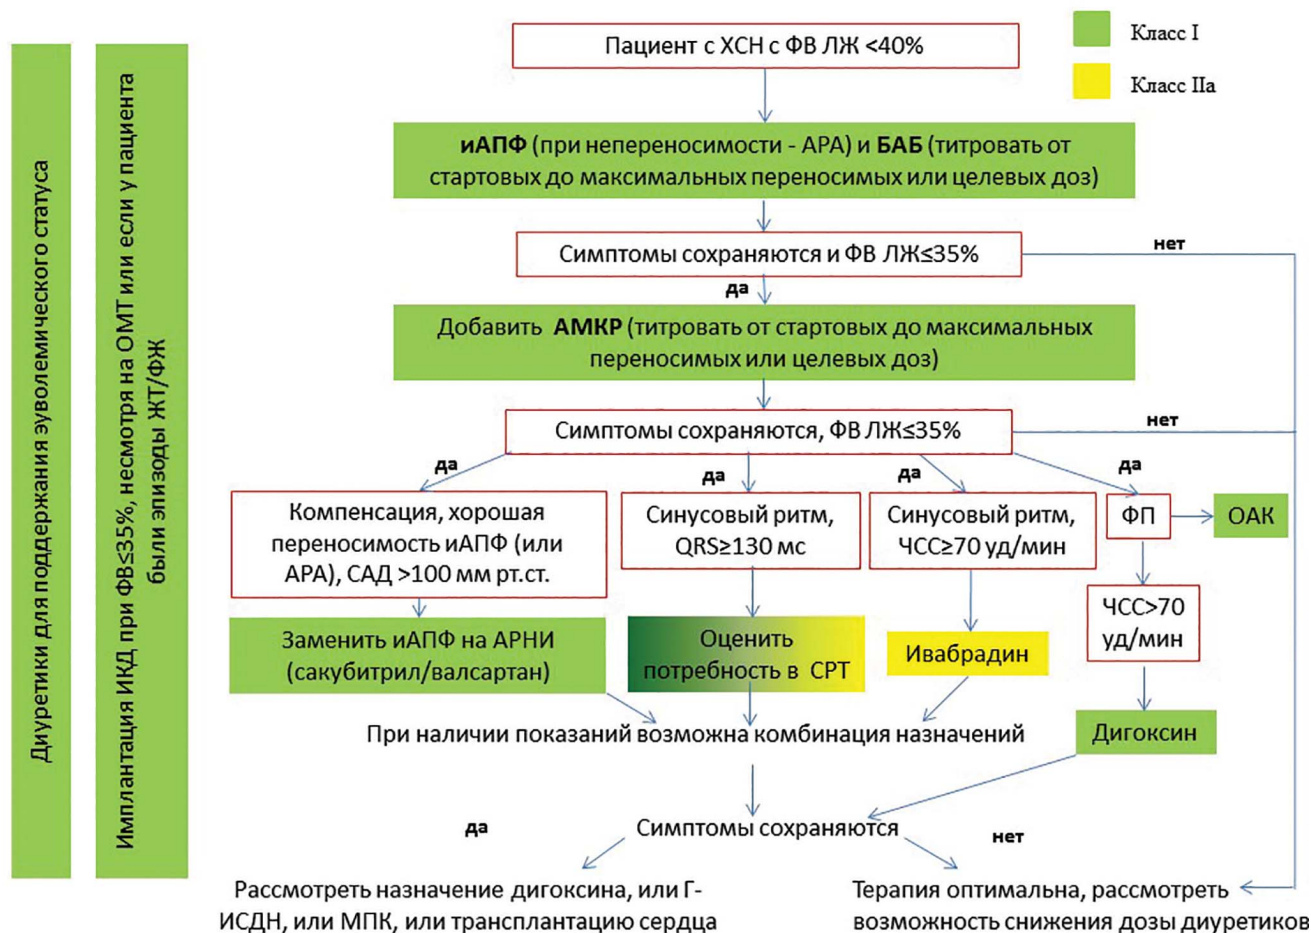 Диуретики для поддержания эуволемического статуса
Имплантация ИКД при ФВ≤35%, несмотря на ОМТ или если у пациента
были эпизоды ЖТ/ФЖ
Класс I
Класс IIa
Пациент с ХСН с ФВ ЛЖ <40%
иАПФ (при непереносимости - АРА) и БАБ (титровать от
стартовых до максимальных переносимых или целевых доз)
Симптомы сохраняются и ФВ ЛЖ≤35%
нет
да
Добавить АМКР (титровать от стартовых до максимальных
переносимых или целевых доз)
Симптомы сохраняются, ФВ ЛЖ≤35%
нет
да
да
да
да
Компенсация, хорошая
переносимость иАПФ (или
АРА), САД >100 мм рт.ст.
Синусовый ритм,
QRS≥130 мс
Синусовый ритм,
ЧСС≥70 уд/мин
ФП
ОАК
ЧСС>70
уд/мин
Заменить иАПФ на АРНИ
(сакубитрил/валсартан)
Оценить
потребность в СРТ
Ивабрадин
Дигоксин
При наличии показаний возможна комбинация назначений
Симптомы сохраняются
да
нет
Рассмотреть назначение дигоксина, или Г-
ИСДН, или МПК, или трансплантацию сердца
Терапия оптимальна, рассмотреть
возможность снижения дозы диуретиков